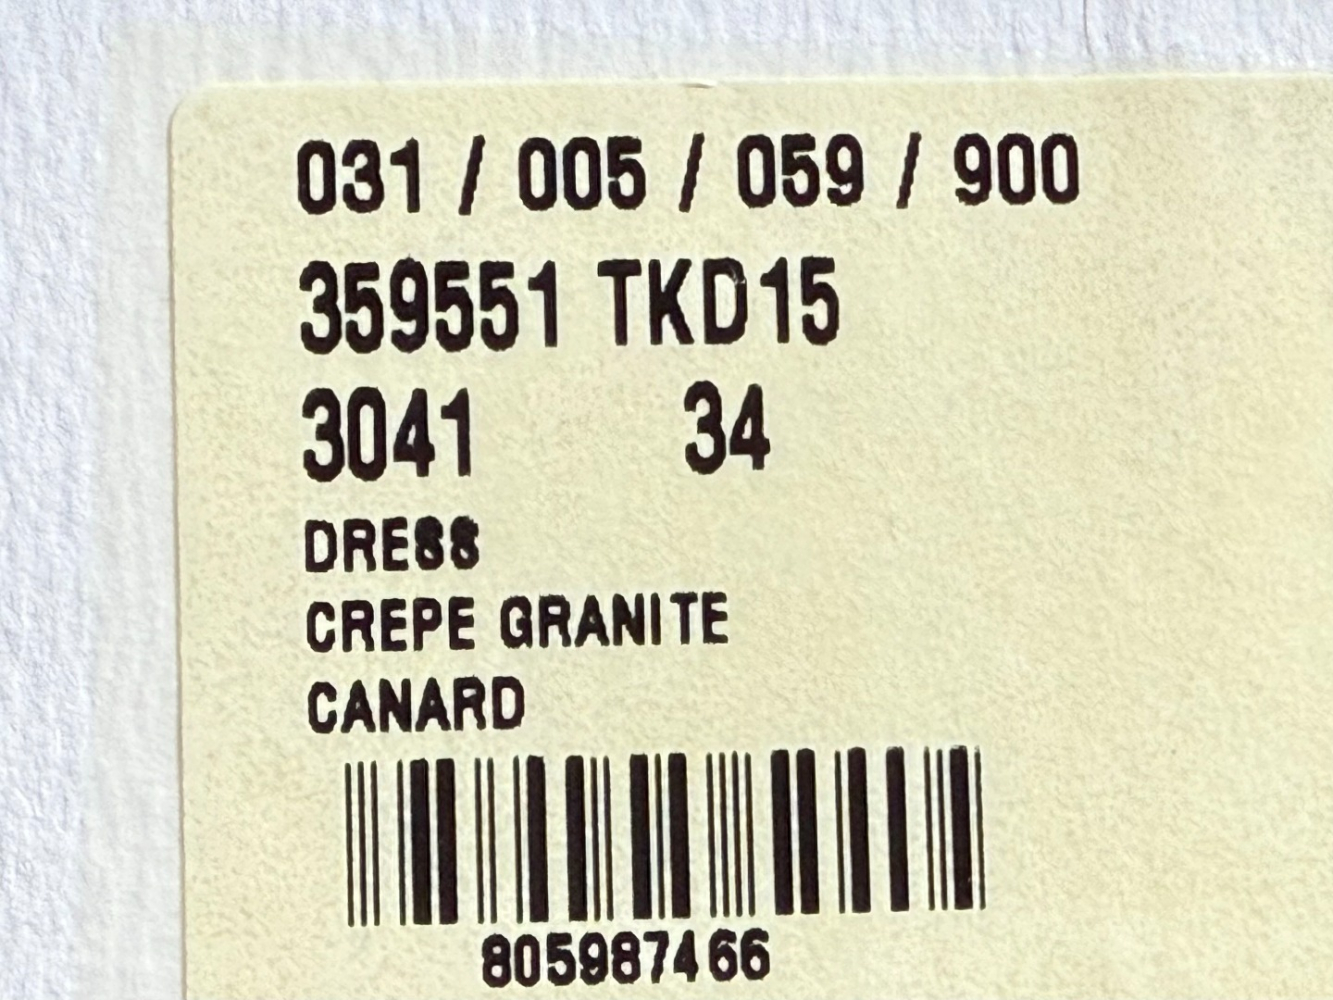 031 / 005 / 059 / 900
359551 TKD15
3041 34
DRESS
CREPE GRANITE
CANARD
805987466